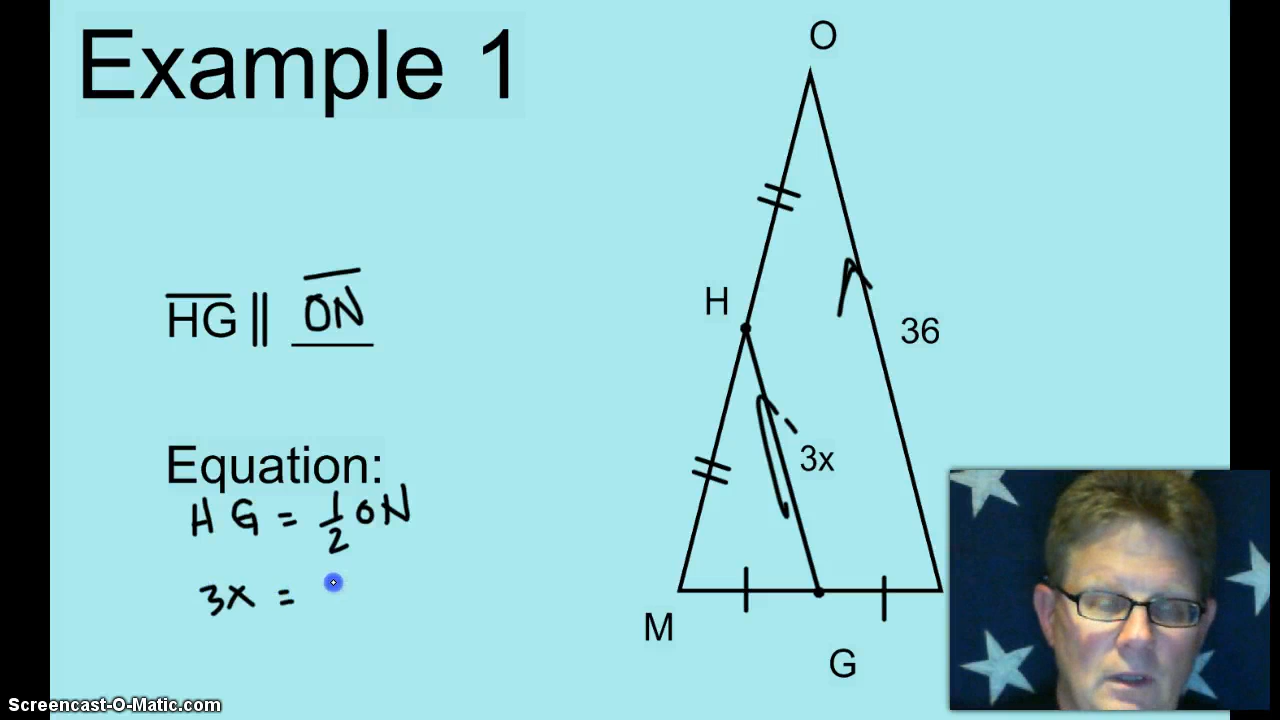 Example 1
O
HG || ON
H
36
Equation:
3x
HG = 1/2 ON
3x =
M
G
Screencast-O-Matic.com